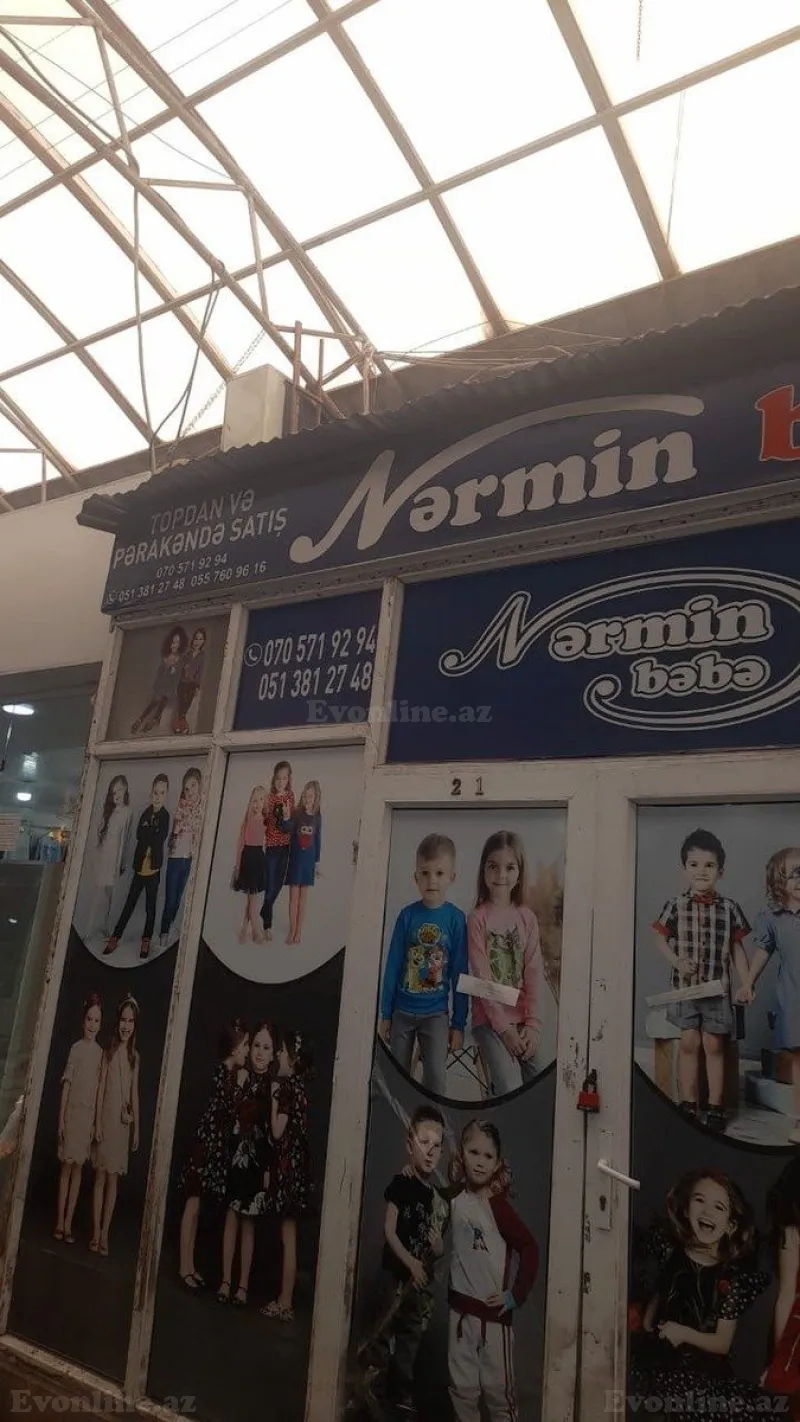 TOPDAN VƏ
PƏRAKƏNDƏ SATIŞ
070 571 92 94
051 381 27 48 055 760 96 16
Nərmin
070 571 92 94
051 381 27 48
Nərmin
bəbə
Evonline.az
21
Evonline.az
Evonline.az